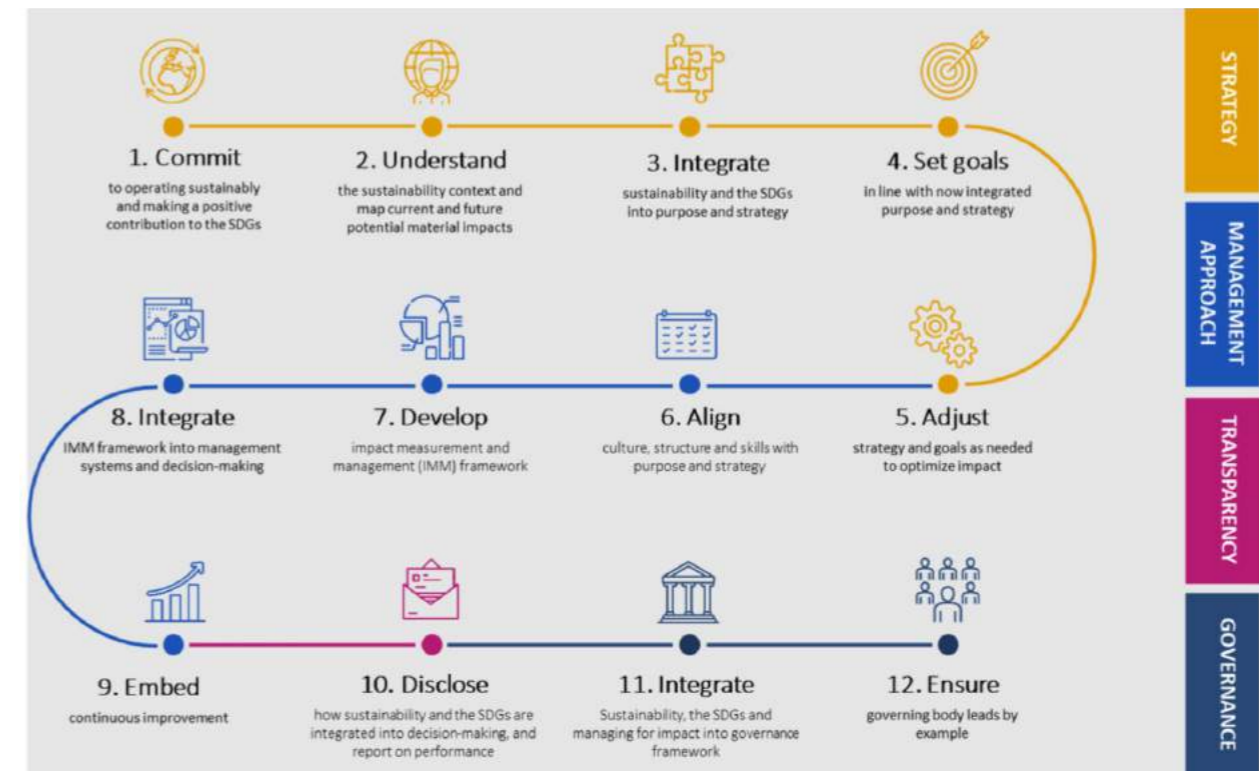 1. Commit
to operating sustainably
and making a positive
contribution to the SDGs
2. Understand
the sustainability context and
map current and future
potential material impacts
3. Integrate
sustainability and the SDGs
into purpose and strategy
4. Set goals
in line with now integrated
purpose and strategy
5. Adjust
strategy and goals as needed
to optimize impact
6. Align
culture, structure and skills with
purpose and strategy
7. Develop
impact measurement and
management (IMM) framework
8. Integrate
IMM framework into management
systems and decision-making
9. Embed
continuous improvement
10. Disclose
how sustainability and the SDGs are
integrated into decision-making, and
report on performance
11. Integrate
Sustainability, the SDGs and
managing for impact into governance
framework
12. Ensure
governing body leads by
example
STRATEGY
MANAGEMENT
APPROACH
TRANSPARENCY
GOVERNANCE